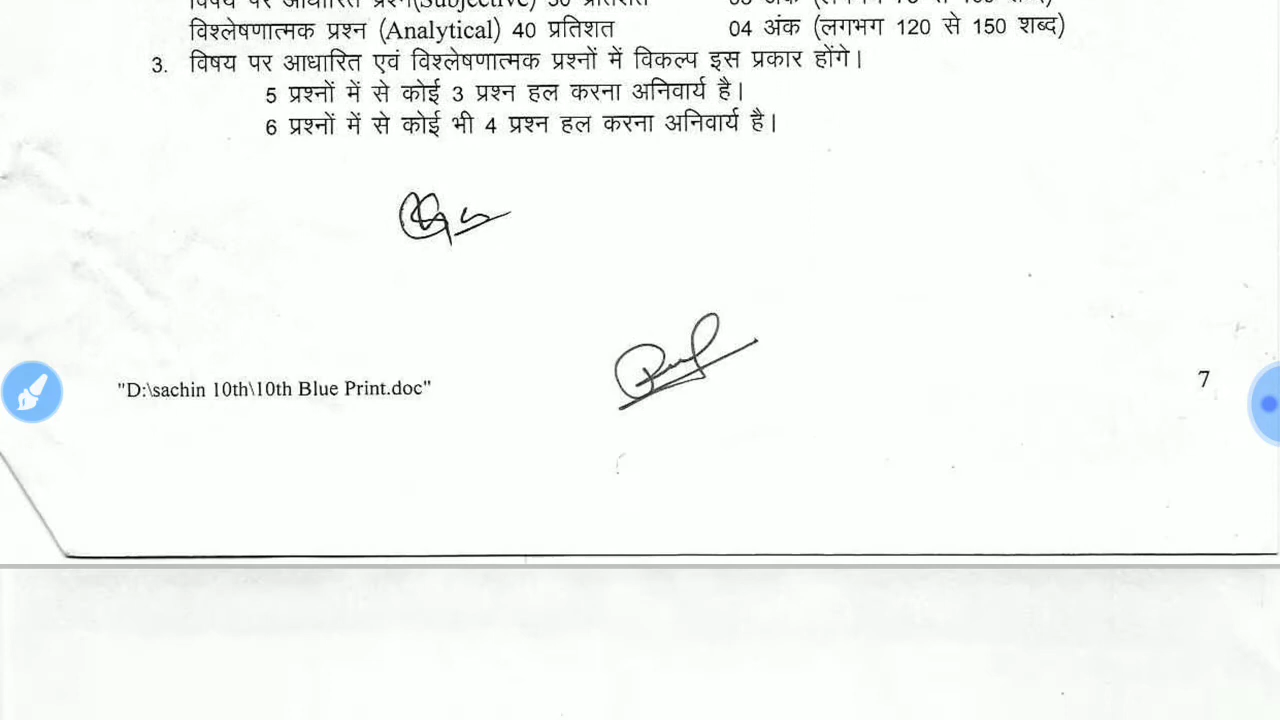 विश्लेषणात्मक प्रश्न (Analytical) 40 प्रतिशत 04 अंक (लगभग 120 से 150 शब्द)
3. विषय पर आधारित एवं विश्लेषणात्मक प्रश्नों में विकल्प इस प्रकार होंगे।
5 प्रश्नों में से कोई 3 प्रश्न हल करना अनिवार्य है।
6 प्रश्नों में से कोई भी 4 प्रश्न हल करना अनिवार्य है।
"D:\sachin 10th\10th Blue Print.doc" 7